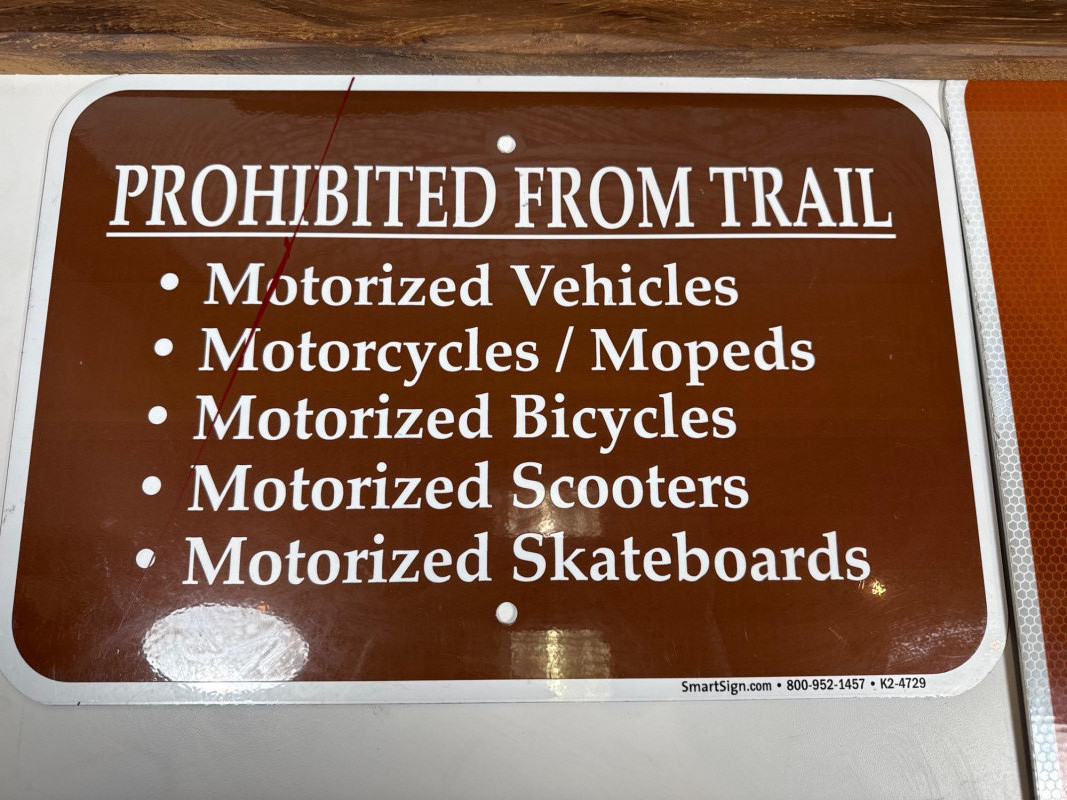 PROHIBITED FROM TRAIL
• Motorized Vehicles
• Motorcycles / Mopeds
• Motorized Bicycles
• Motorized Scooters
• Motorized Skateboards
SmartSign.com • 800-952-1457 • K2-4729